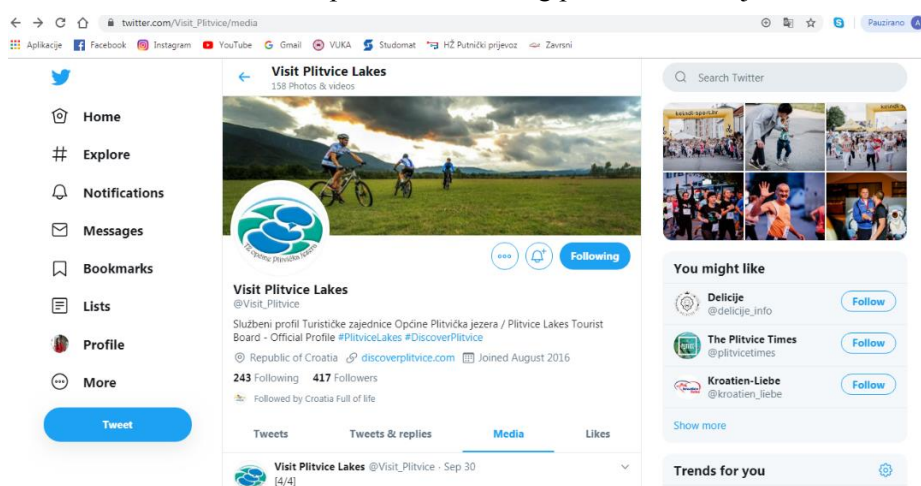 twitter.com/Visit_Plitvice/media
Pauzirano
Aplikacije Facebook Instagram YouTube Gmail VUKA Studomat HŽ Putnički prijevoz Zavrsni
Visit Plitvice Lakes
158 Photos & videos
Search Twitter
Home
Explore
Notifications
Messages
Bookmarks
Lists
Profile
More
Tweet
TZ Općine Plitvička Jezera
Following
Visit Plitvice Lakes
@Visit_Plitvice
Službeni profil Turističke zajednice Općine Plitvička jezera / Plitvice Lakes Tourist
Board - Official Profile #PlitviceLakes #DiscoverPlitvice
Republic of Croatia discoverplitvice.com Joined August 2016
243 Following 417 Followers
Followed by Croatia Full of life
Tweets Tweets & replies Media Likes
Visit Plitvice Lakes @Visit_Plitvice · Sep 30
[4/4]
You might like
Delicije
@delicije_info
Follow
The Plitvice Times
@plitvicetimes
Follow
Kroatien-Liebe
@kroatien_liebe
Follow
Show more
Trends for you